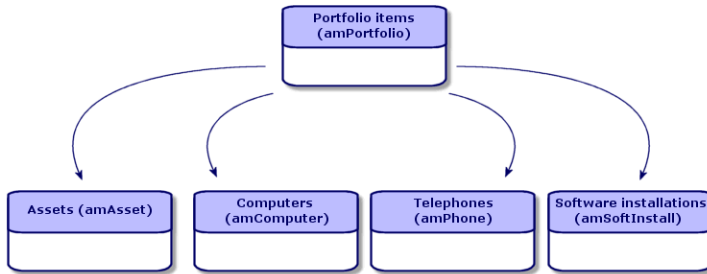 Portfolio items
(amPortfolio)
Assets (amAsset)
Computers
(amComputer)
Telephones
(amPhone)
Software installations
(amSoftInstall)